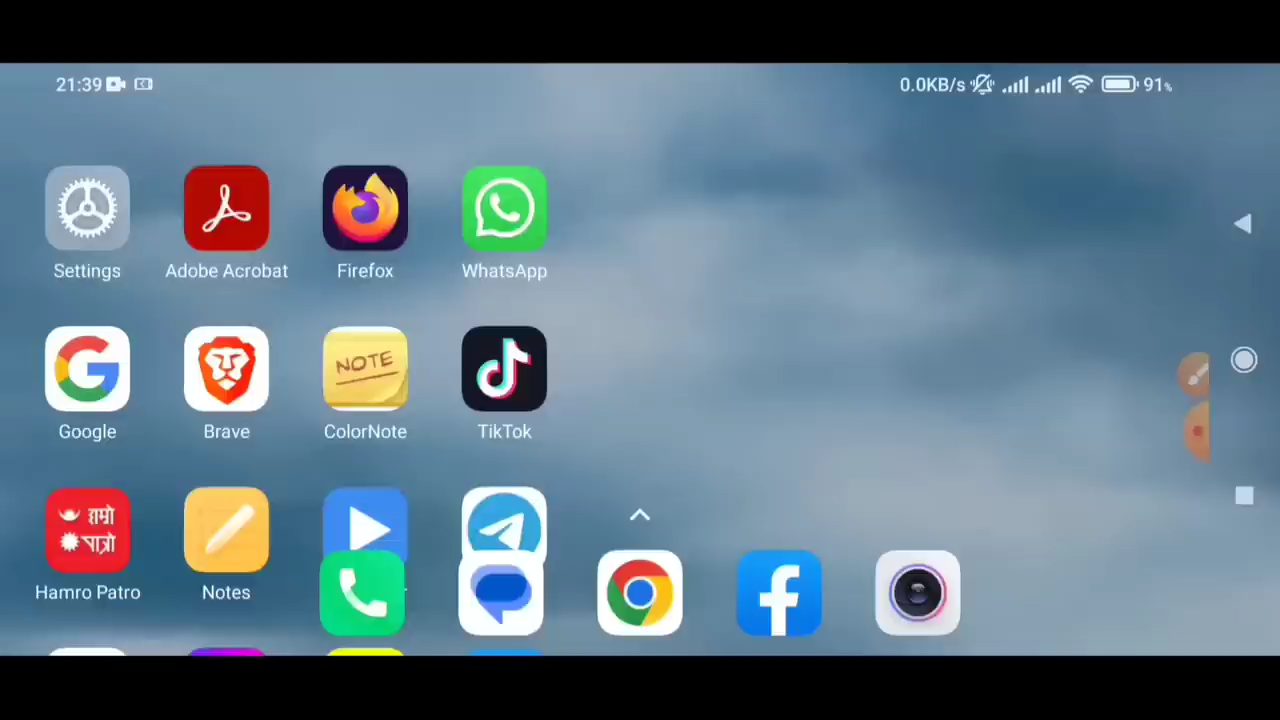 21:39
0.0KB/s
91%
Settings
Adobe Acrobat
Firefox
WhatsApp
NOTE
Google
Brave
ColorNote
TikTok
हाम्रो
पात्रो
Hamro Patro
Notes